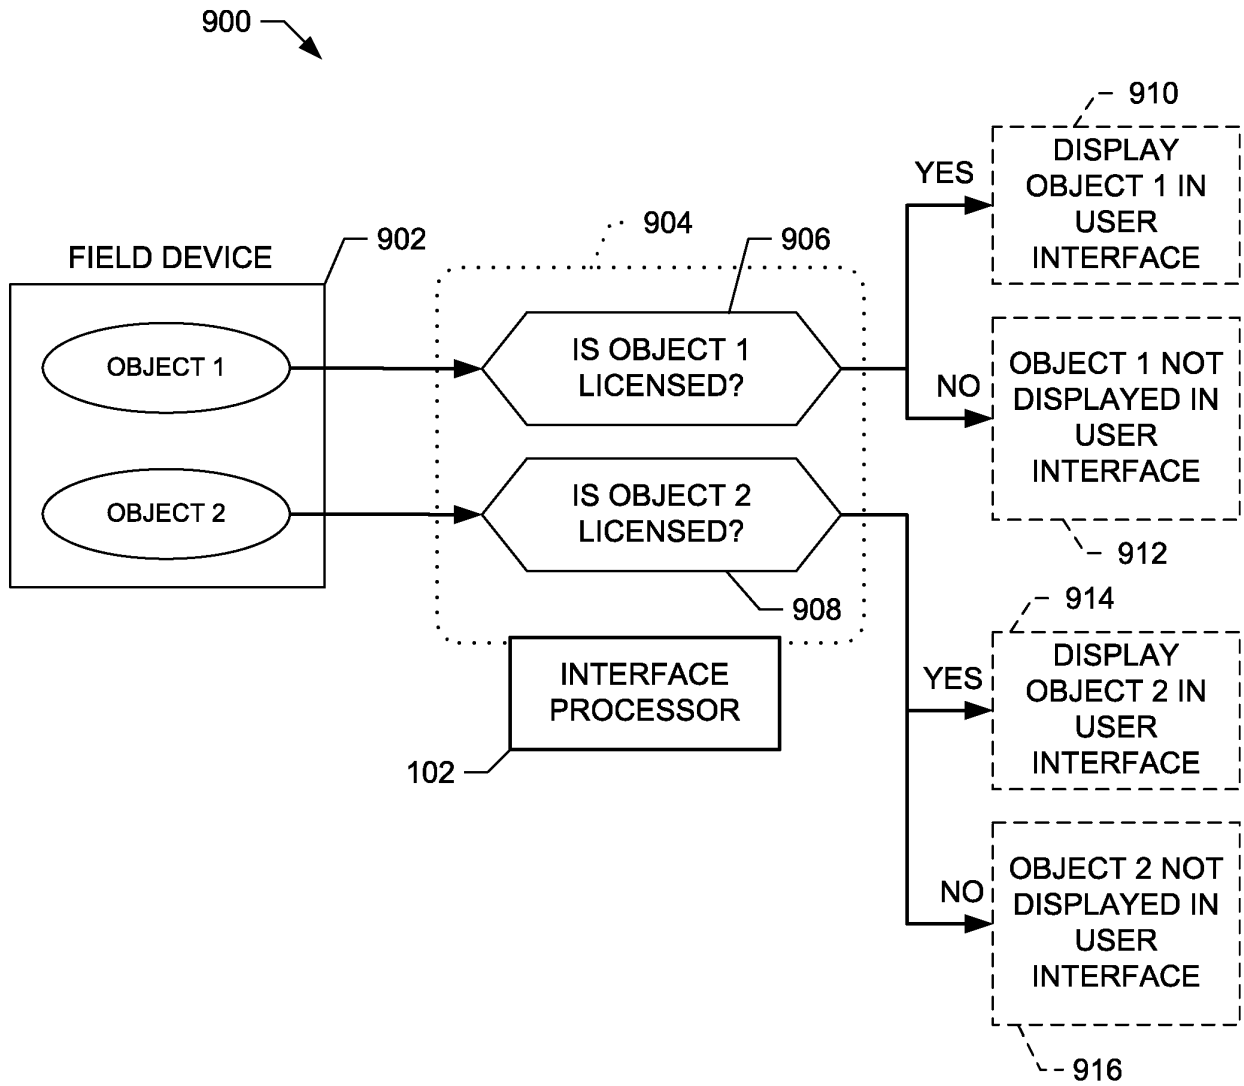 900
FIELD DEVICE
902
OBJECT 1
OBJECT 2
904
906
IS OBJECT 1
LICENSED?
IS OBJECT 2
LICENSED?
908
INTERFACE
PROCESSOR
102
YES
910
DISPLAY
OBJECT 1 IN
USER
INTERFACE
NO
OBJECT 1 NOT
DISPLAYED IN
USER
INTERFACE
912
914
YES
DISPLAY
OBJECT 2 IN
USER
INTERFACE
NO
OBJECT 2 NOT
DISPLAYED IN
USER
INTERFACE
916